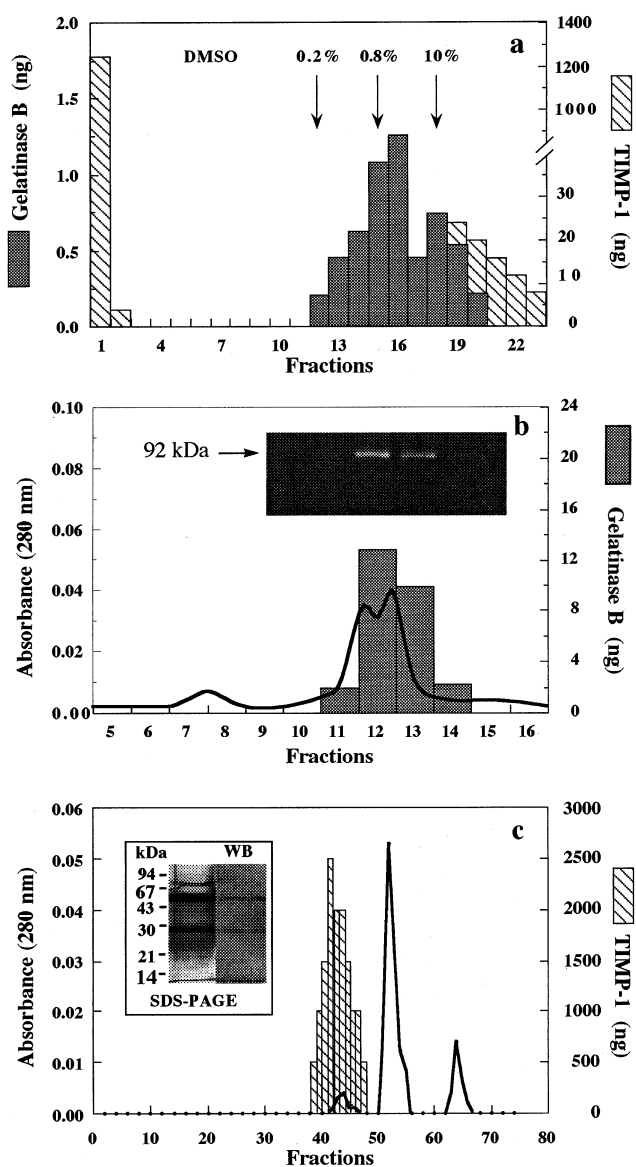 a
DMSO 0.2% 0.8% 10%
Gelatinase B (ng)
2.0
1.5
1.0
0.5
0.0
1400
1200
1000
30
20
10
0
TIMP-1 (ng)
1 4 7 10 13 16 19 22
Fractions
b
92 kDa
Absorbance (280 nm)
0.10
0.08
0.06
0.04
0.02
0.00
24
20
16
12
8
4
0
Gelatinase B (ng)
5 6 7 8 9 10 11 12 13 14 15 16
Fractions
c
kDa WB
94
67
43
30
21
14
SDS-PAGE
Absorbance (280 nm)
0.06
0.05
0.04
0.03
0.02
0.01
0.00
3000
2500
2000
1500
1000
500
0
TIMP-1 (ng)
0 10 20 30 40 50 60 70 80
Fractions